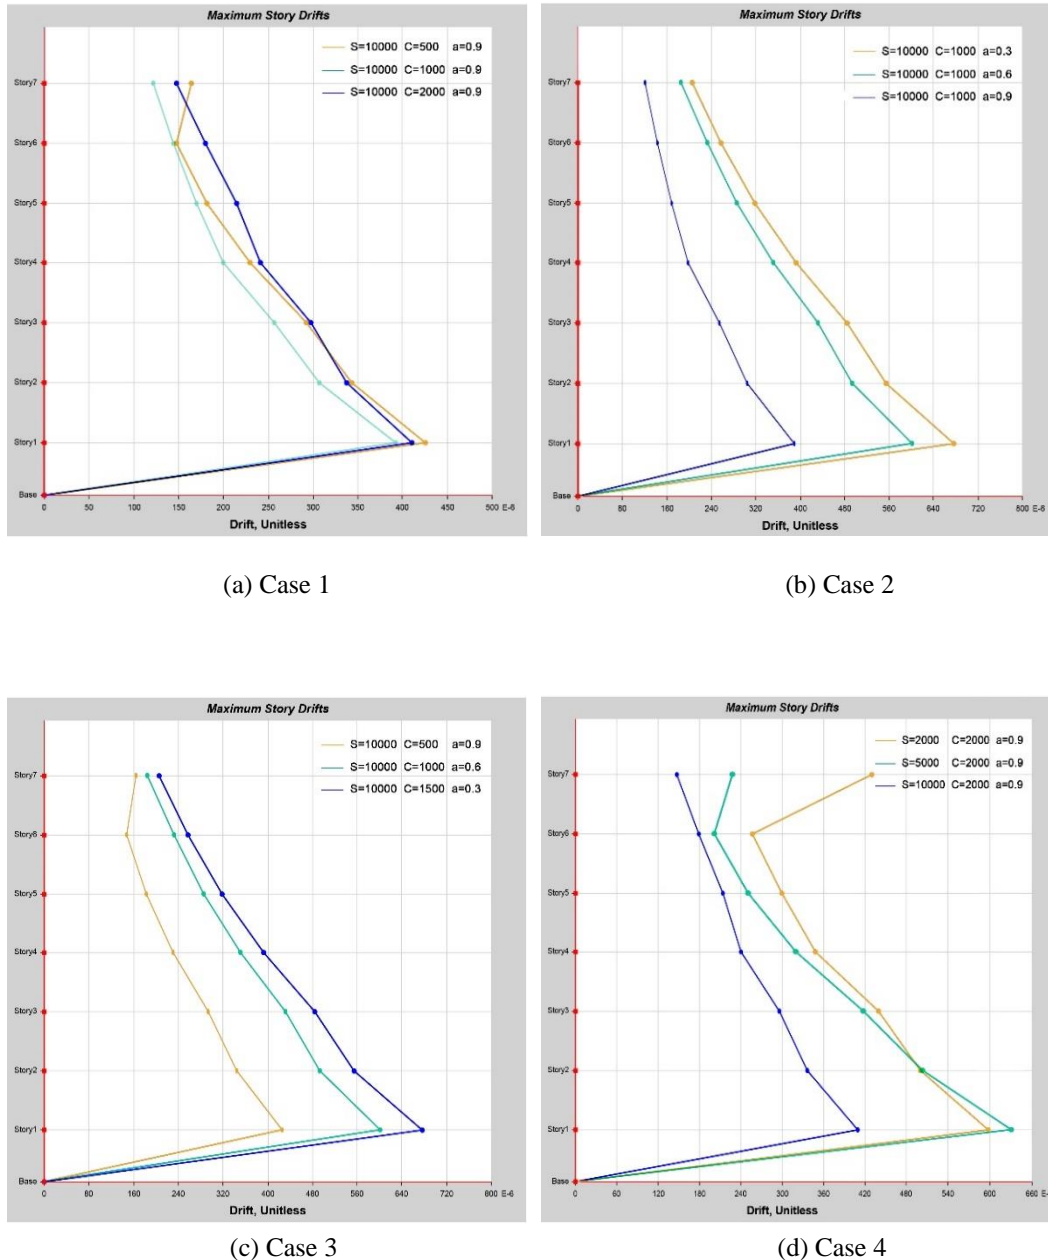 Maximum Story Drifts
S=10000 C=500 a=0.9
S=10000 C=1000 a=0.9
S=10000 C=2000 a=0.9
Story7
Story6
Story5
Story4
Story3
Story2
Story1
Base
0 50 100 150 200 250 300 350 400 450 500 E-6
Drift, Unitless
(a) Case 1
Maximum Story Drifts
S=10000 C=1000 a=0.3
S=10000 C=1000 a=0.6
S=10000 C=1000 a=0.9
Story7
Story6
Story5
Story4
Story3
Story2
Story1
Base
0 80 160 240 320 400 480 560 640 720 800 E-6
Drift, Unitless
(b) Case 2
Maximum Story Drifts
S=10000 C=500 a=0.9
S=10000 C=1000 a=0.6
S=10000 C=1500 a=0.3
Story7
Story6
Story5
Story4
Story3
Story2
Story1
Base
0 80 160 240 320 400 480 560 640 720 800 E-6
Drift, Unitless
(c) Case 3
Maximum Story Drifts
S=2000 C=2000 a=0.9
S=5000 C=2000 a=0.9
S=10000 C=2000 a=0.9
Story7
Story6
Story5
Story4
Story3
Story2
Story1
Base
0 60 120 180 240 300 360 420 480 540 600 660 E-
Drift, Unitless
(d) Case 4